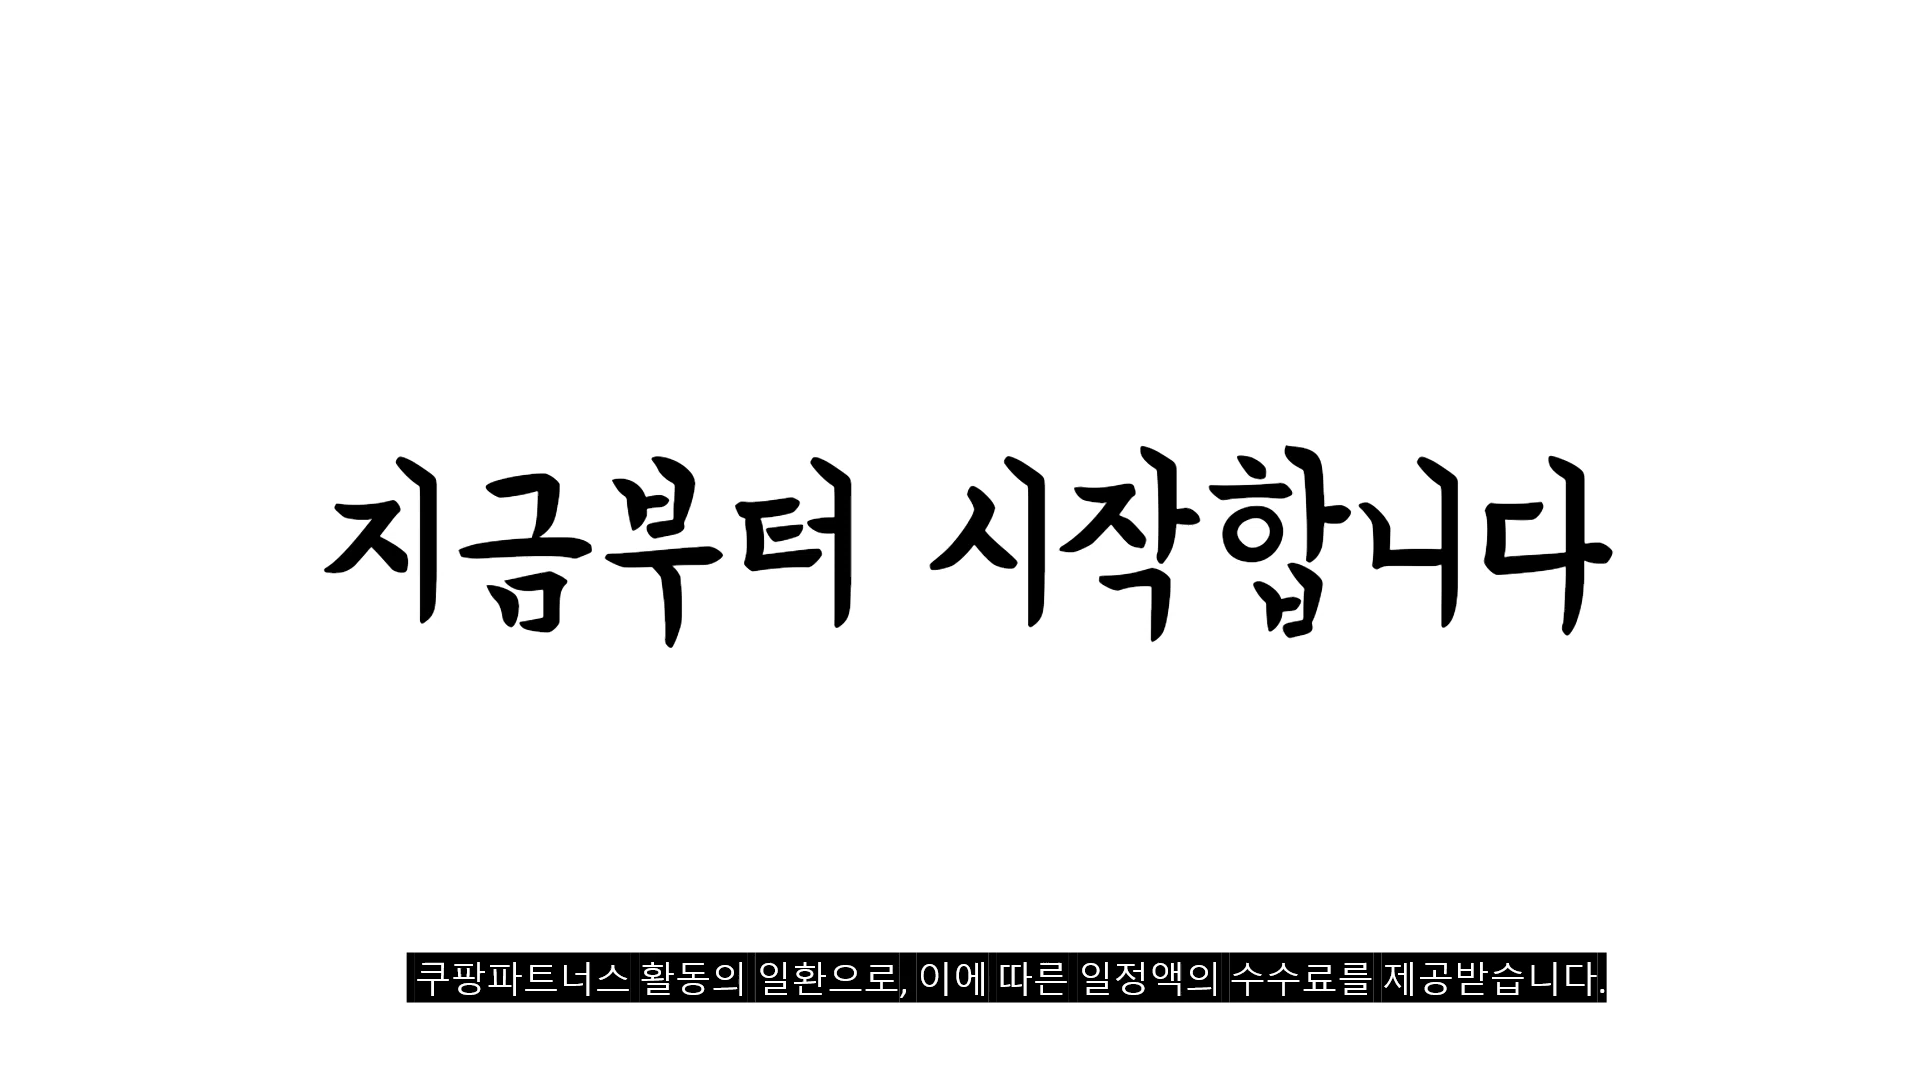 지금부터 시작합니다
쿠팡파트너스 활동의 일환으로, 이에 따른 일정액의 수수료를 제공받습니다.